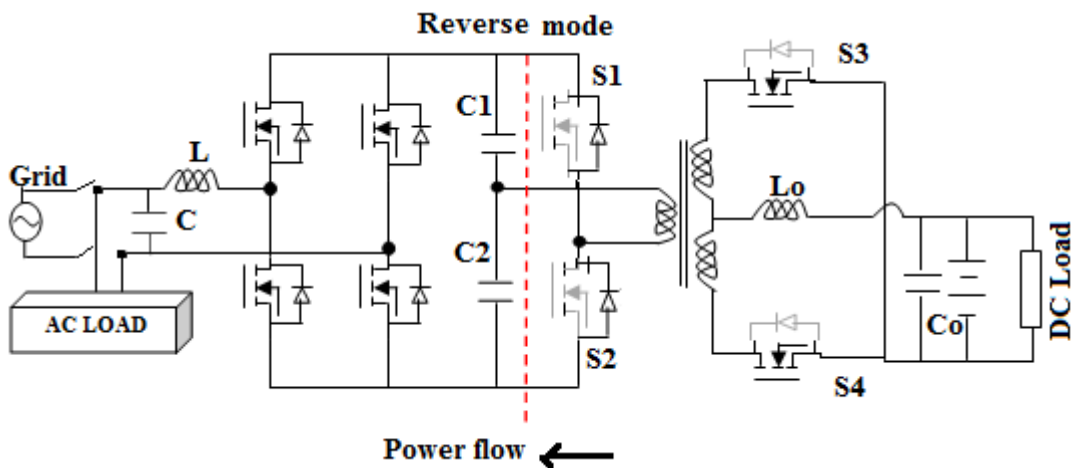 Reverse mode
S3
S1
C1
L
Grid
Lo
C
C2
DC Load
AC LOAD
Co
S2
S4
Power flow